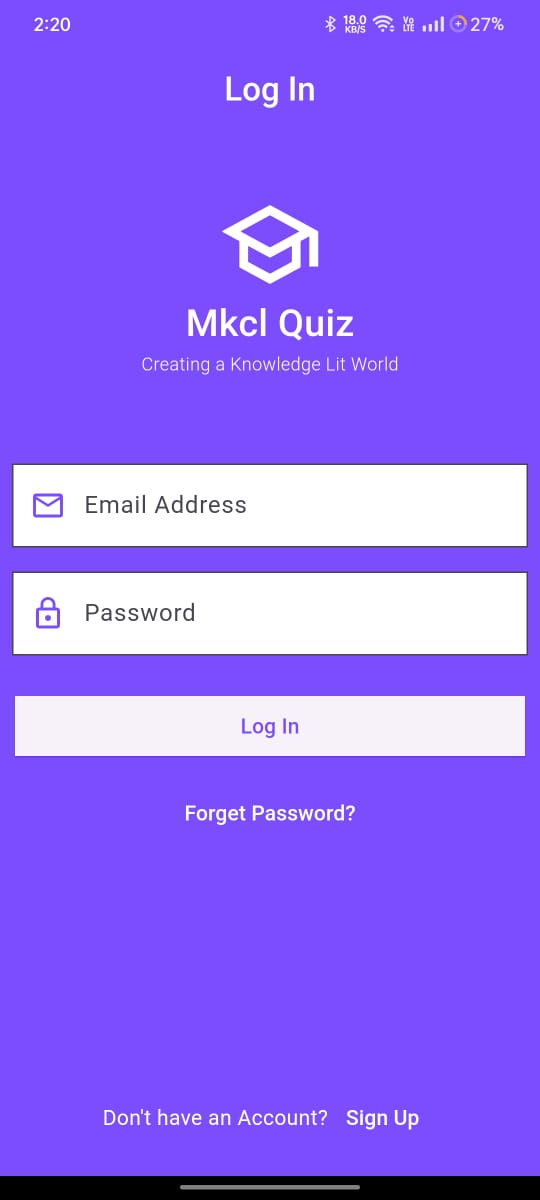 2:20 18.0 KB/S Vo LTE 27%
Log In
Mkcl Quiz
Creating a Knowledge Lit World
Email Address
Password
Log In
Forget Password?
Don't have an Account? Sign Up